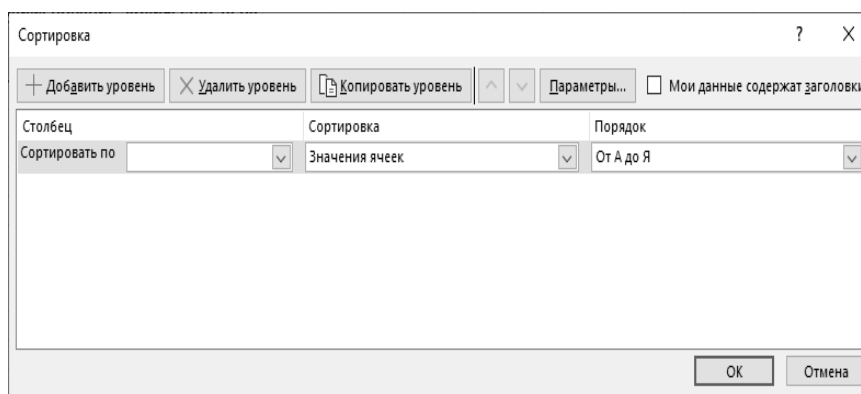 Сортировка ?
Добавить уровень Удалить уровень Копировать уровень Параметры... Мои данные содержат заголовки
Столбец Сортировка Порядок
Сортировать по Значения ячеек От А до Я
ОК Отмена